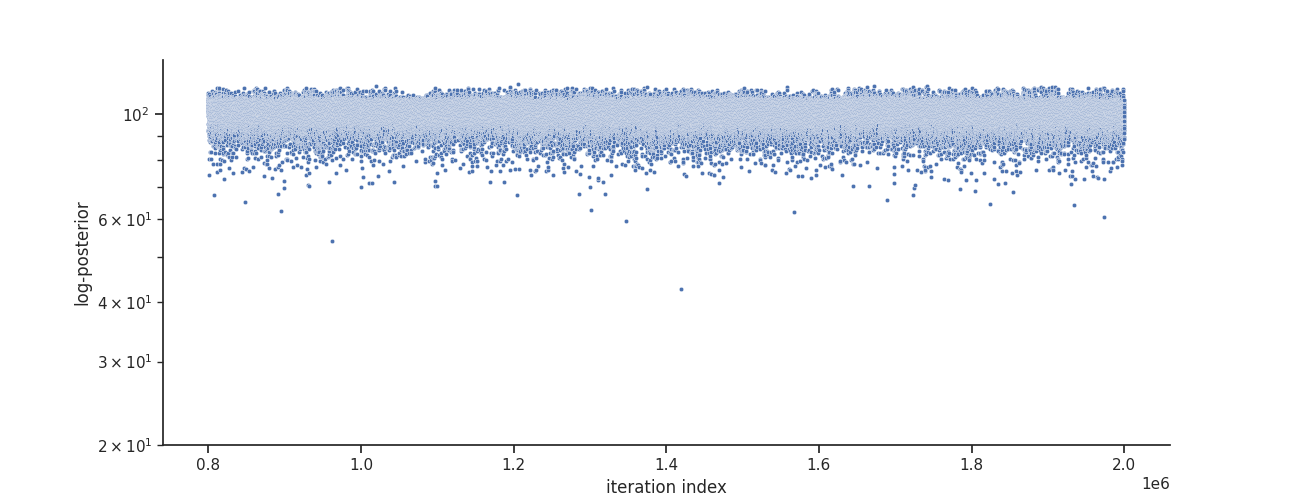 log-posterior
10²
6 × 10¹
4 × 10¹
3 × 10¹
2 × 10¹
0.8 1.0 1.2 1.4 1.6 1.8 2.0
1e6
iteration index